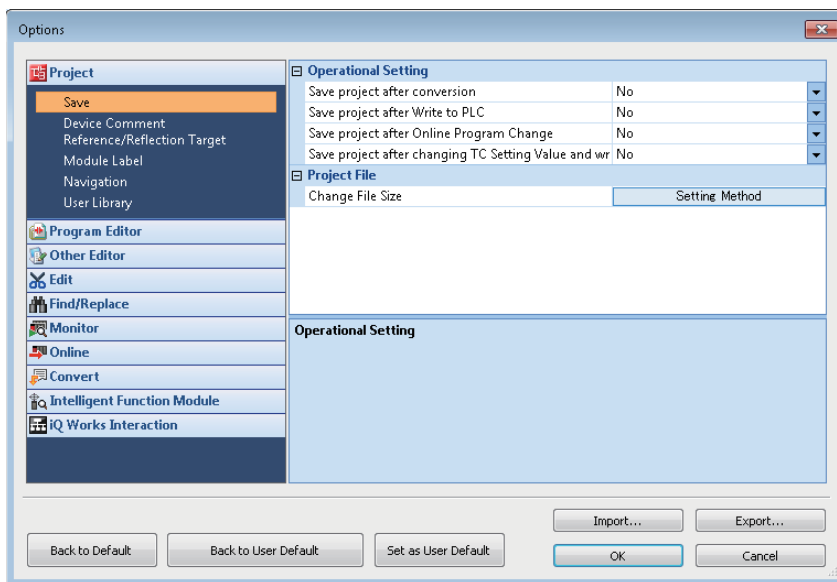 Options
Project
Save
Device Comment
Reference/Reflection Target
Module Label
Navigation
User Library
Program Editor
Other Editor
Edit
Find/Replace
Monitor
Online
Convert
Intelligent Function Module
iQ Works Interaction
Operational Setting
Save project after conversion No
Save project after Write to PLC No
Save project after Online Program Change No
Save project after changing TC Setting Value and wr No
Project File
Change File Size Setting Method
Operational Setting
Import... Export...
Back to Default Back to User Default Set as User Default OK Cancel